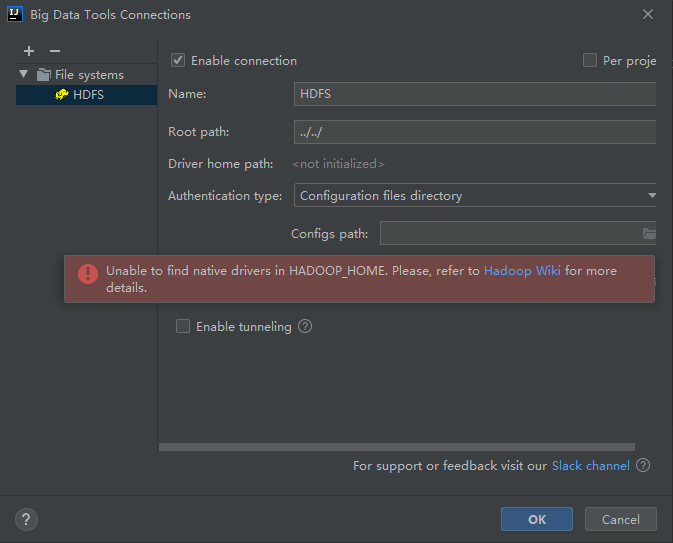 Big Data Tools Connections
File systems
HDFS
Enable connection
Per proje
Name:
HDFS
Root path:
../../
Driver home path:
<not initialized>
Authentication type:
Configuration files directory
Configs path:
Unable to find native drivers in HADOOP_HOME. Please, refer to Hadoop Wiki for more
details.
Enable tunneling ?
For support or feedback visit our Slack channel ?
?
OK
Cancel